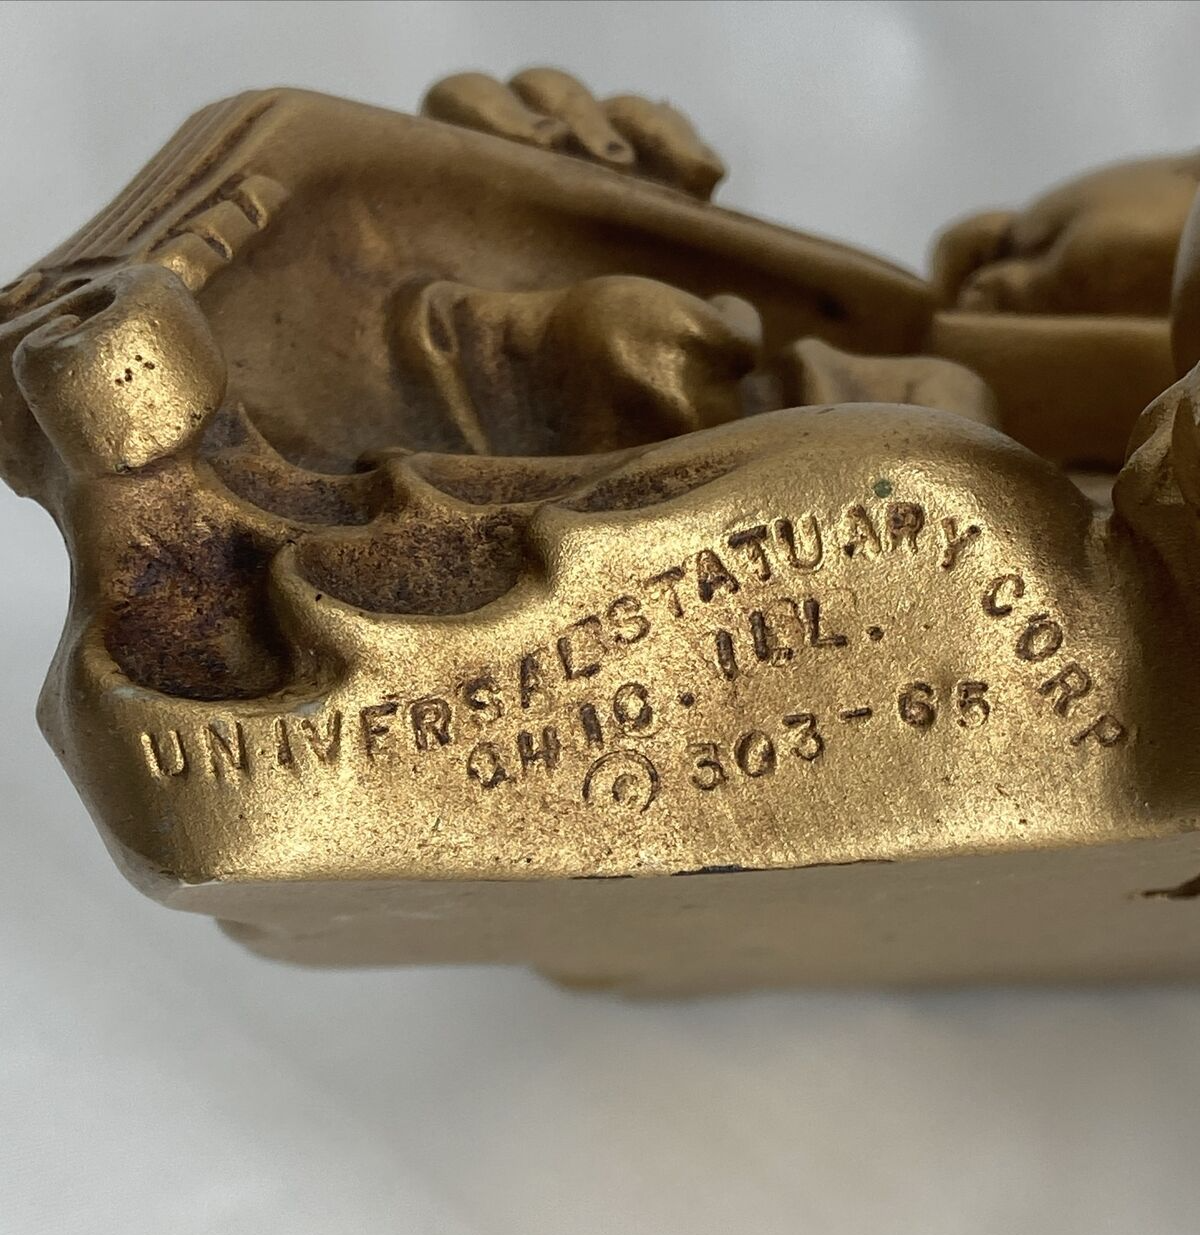 UNIVERSAL STATUARY CORP
CHIC. ILL.
© 303-65